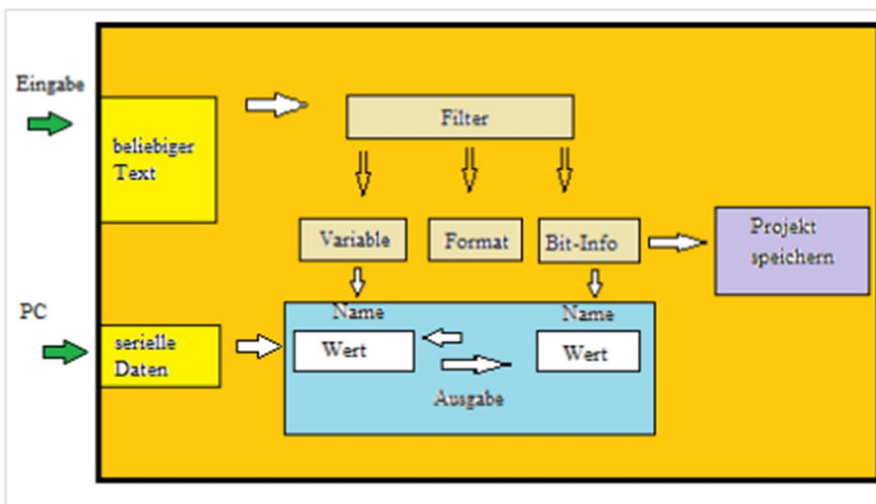 Eingabe
beliebiger
Text
Filter
Variable
Format
Bit-Info
Projekt
speichern
PC
serielle
Daten
Name
Wert
Name
Wert
Ausgabe